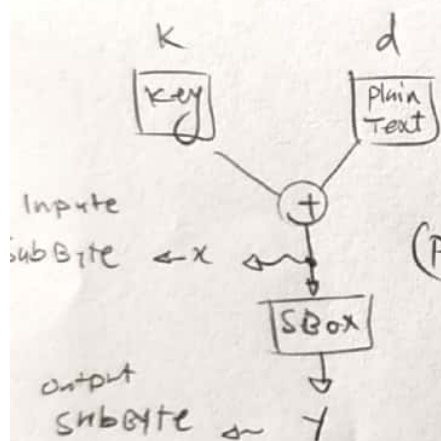 K d
Key
Plain
Text
+
Inpute
SubByte ← x
(P
SBox
Output
SubByte ← y